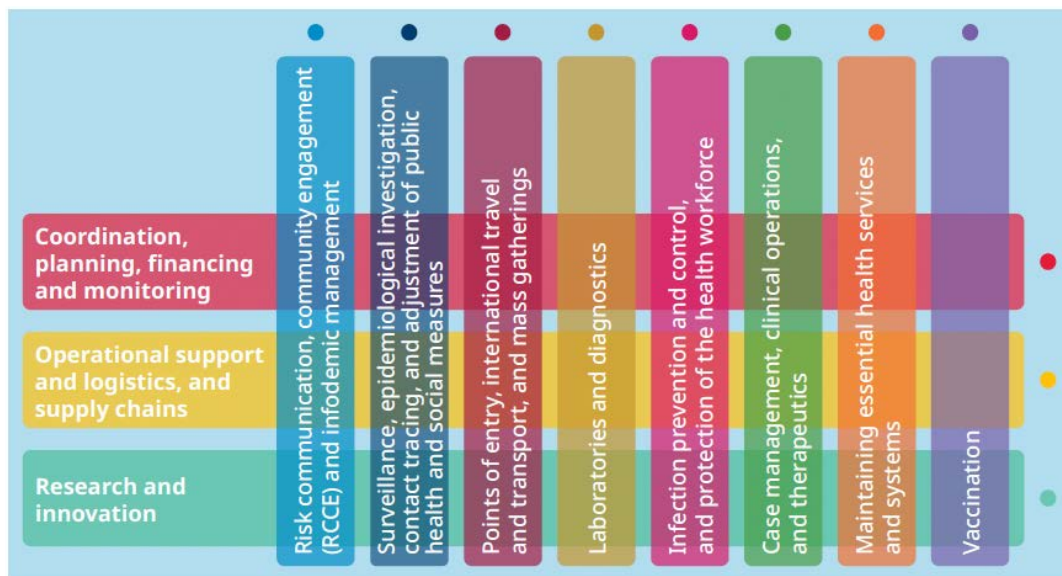 Coordination,
planning, financing
and monitoring
Operational support
and logistics, and
supply chains
Research and
innovation
Risk communication, community engagement
(RCCE) and infodemic management
Surveillance, epidemiological investigation,
contact tracing, and adjustment of public
health and social measures
Points of entry, international travel
and transport, and mass gatherings
Laboratories and diagnostics
Infection prevention and control,
and protection of the health workforce
Case management, clinical operations,
and therapeutics
Maintaining essential health services
and systems
Vaccination